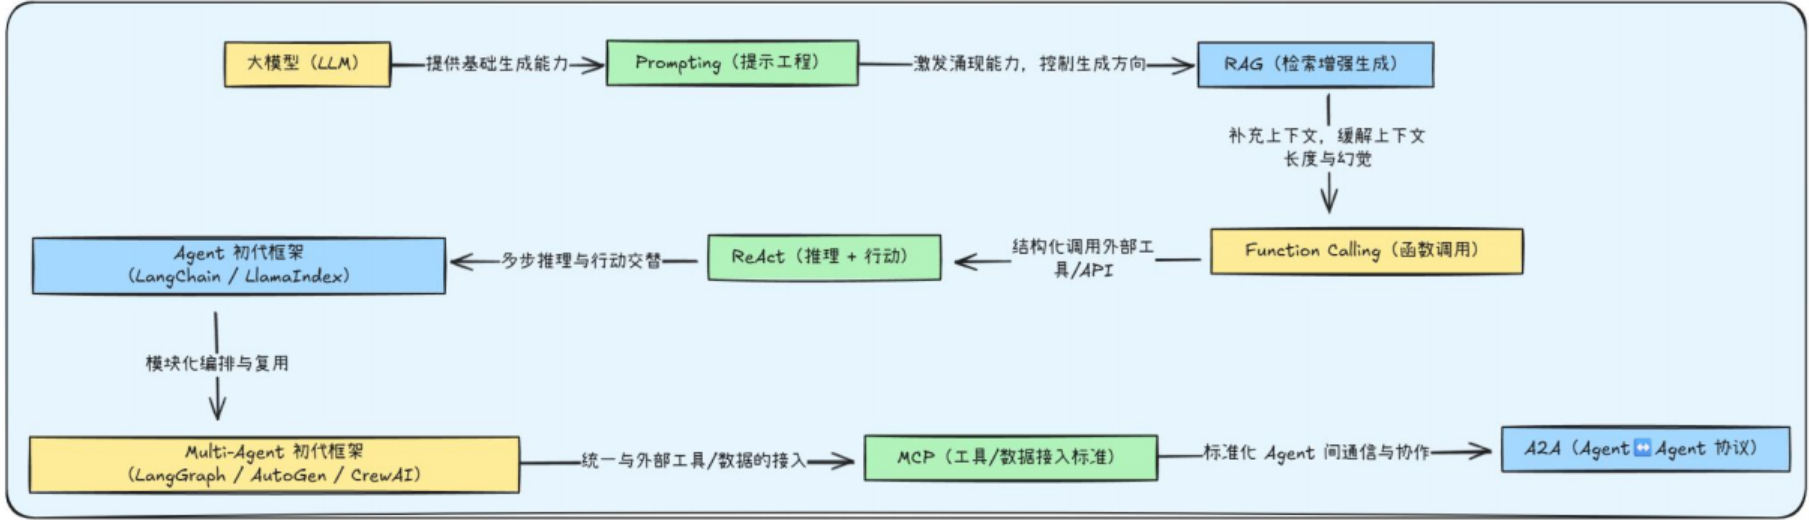 大模型（LLM）
提供基础生成能力
Prompting（提示工程）
激发涌现能力，控制生成方向
RAG（检索增强生成）
补充上下文，缓解上下文
长度与幻觉
Function Calling（函数调用）
结构化调用外部工
具/API
ReAct（推理 + 行动）
多步推理与行动交替
Agent 初代框架
（LangChain / LlamaIndex）
模块化编排与复用
Multi-Agent 初代框架
（LangGraph / AutoGen / CrewAI）
统一与外部工具/数据的接入
MCP（工具/数据接入标准）
标准化 Agent 间通信与协作
A2A（Agent↔️Agent 协议）